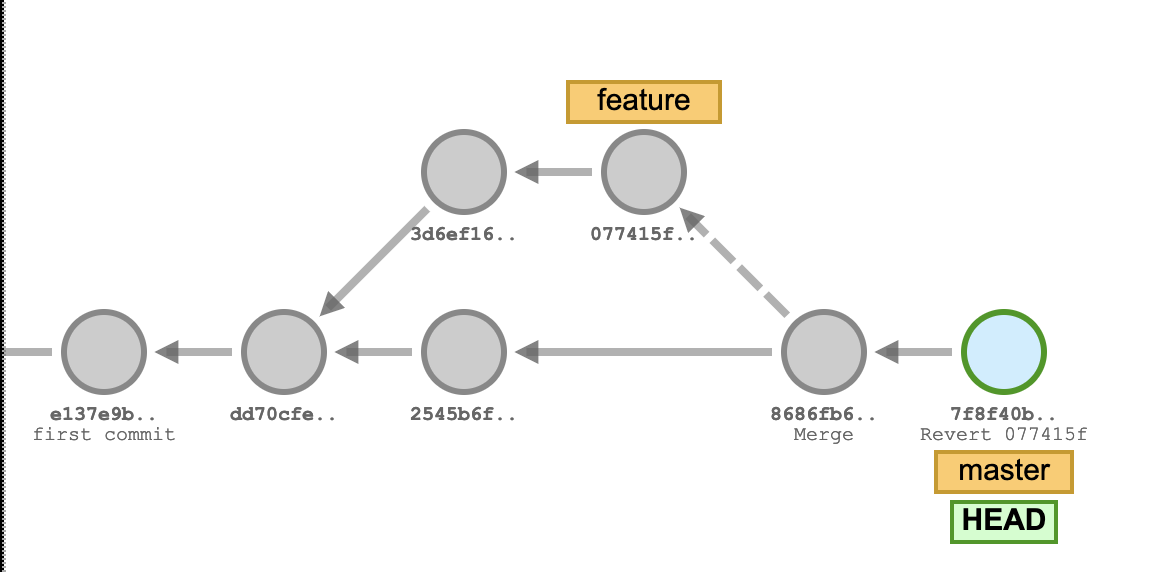 feature
3d6ef16..
077415f..
e137e9b..
first commit
dd70cfe..
2545b6f..
8686fb6..
Merge
7f8f40b..
Revert 077415f
master
HEAD